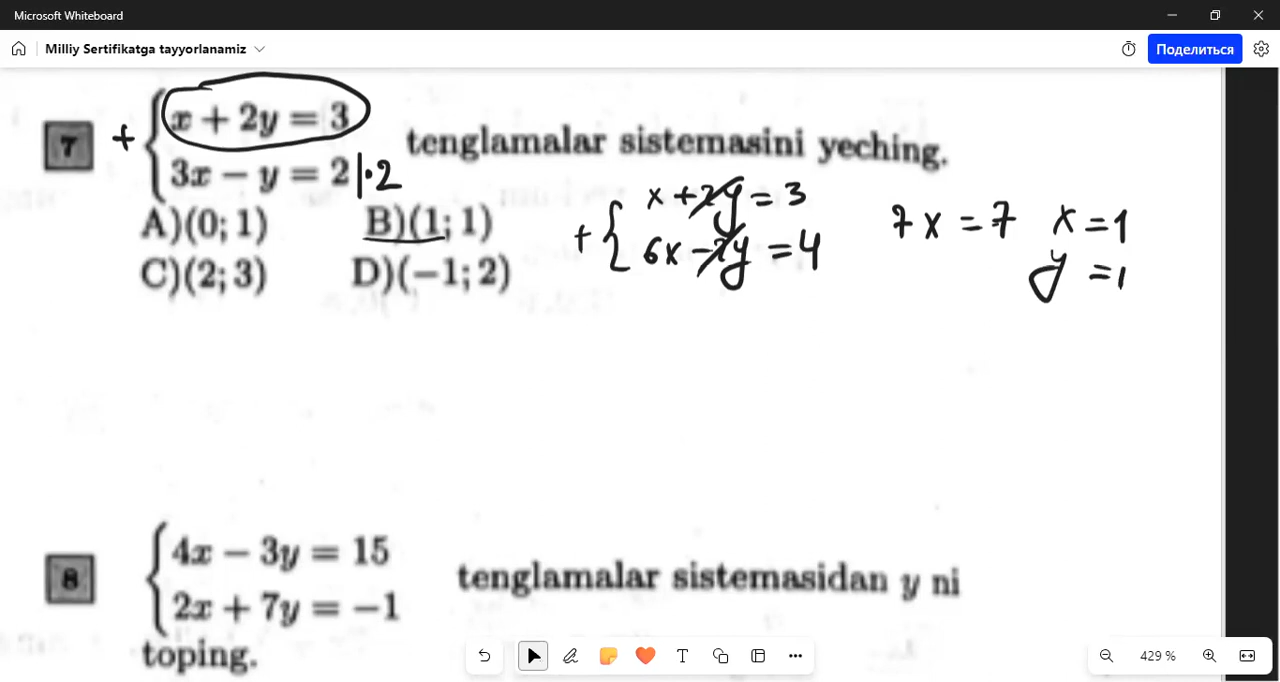 Microsoft Whiteboard
Milliy Sertifikatga tayyorlanamiz
Поделиться
7
+ { x + 2y = 3
3x − y = 2 | · 2
tenglamalar sistemasini yeching.
A)(0; 1) B)(1; 1)
C)(2; 3) D)(−1; 2)
+ { x + 2y = 3
6x − 2y = 4
7x = 7 x = 1
y = 1
8
{ 4x − 3y = 15
2x + 7y = −1
tenglamalar sistemasidan y ni
toping.
T
429 %